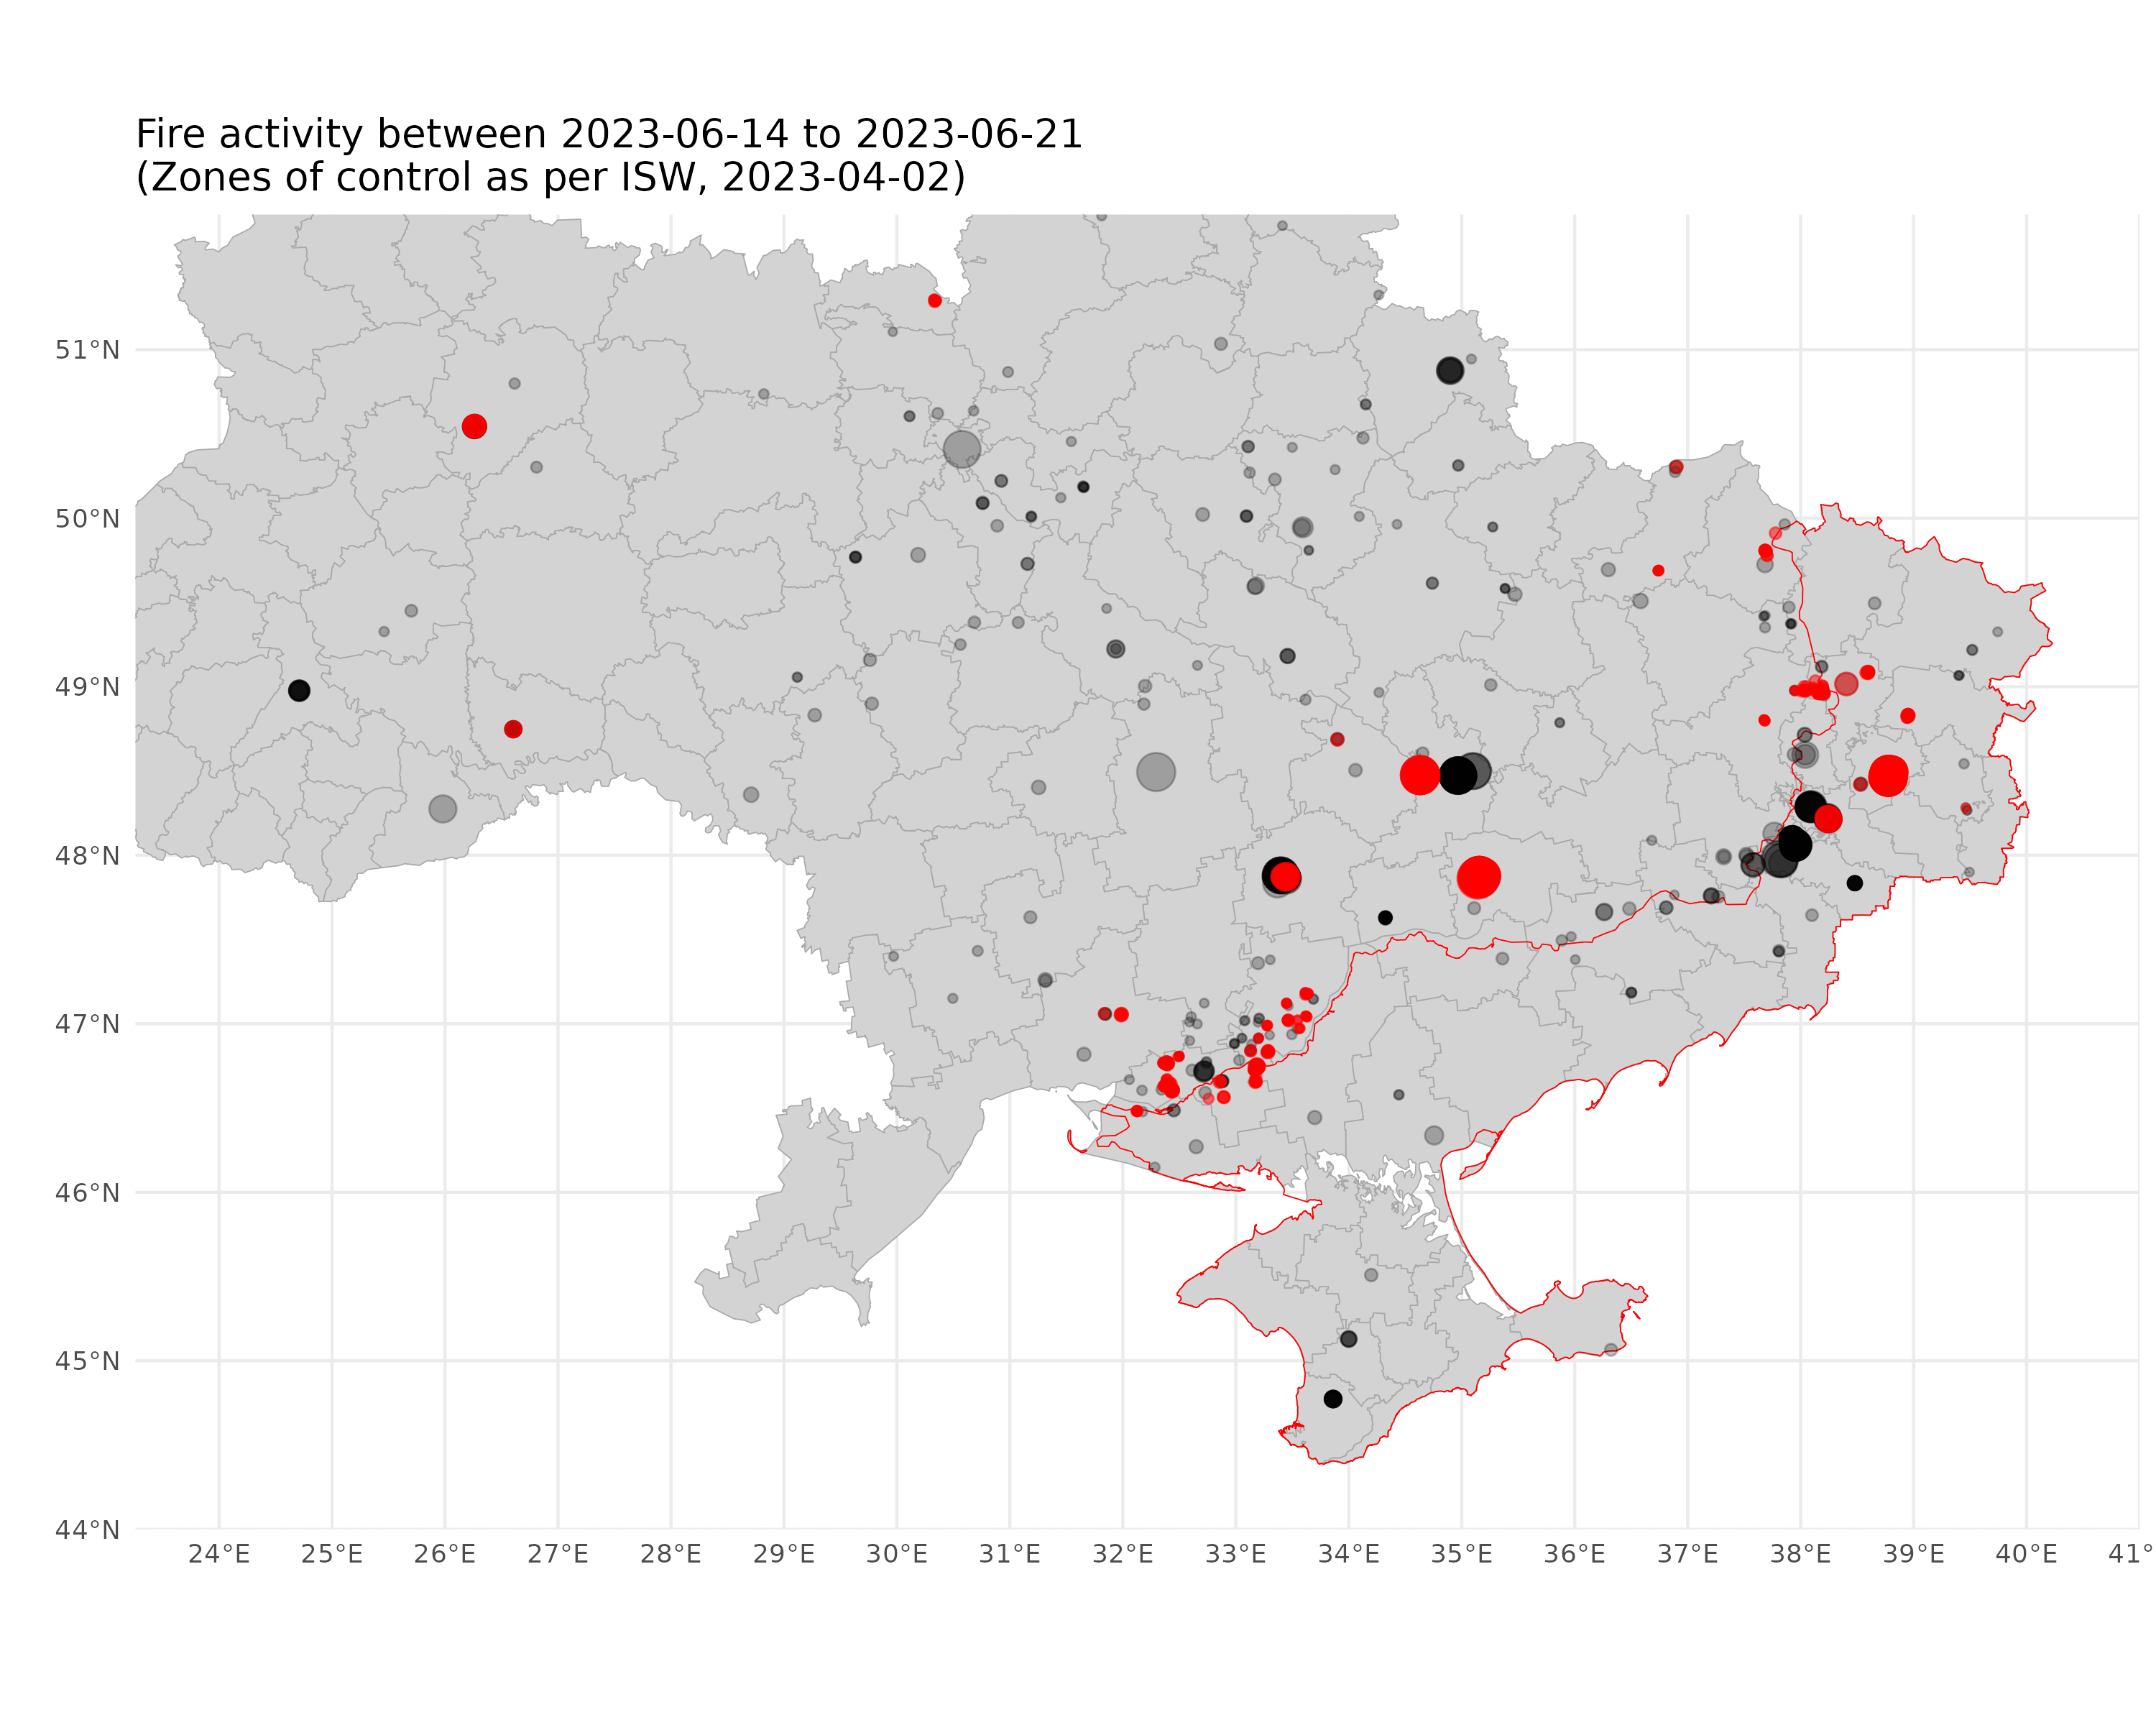 Fire activity between 2023-06-14 to 2023-06-21
(Zones of control as per ISW, 2023-04-02)
51°N
50°N
49°N
48°N
47°N
46°N
45°N
44°N
24°E 25°E 26°E 27°E 28°E 29°E 30°E 31°E 32°E 33°E 34°E 35°E 36°E 37°E 38°E 39°E 40°E 41°